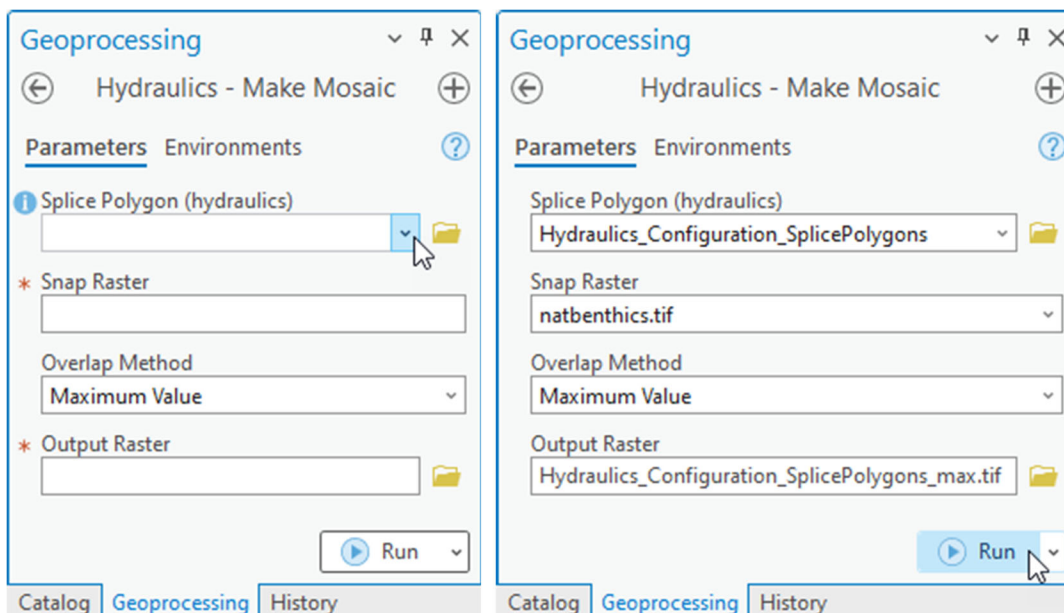 Geoprocessing
Hydraulics - Make Mosaic
Parameters Environments
Splice Polygon (hydraulics)
* Snap Raster
Overlap Method
Maximum Value
* Output Raster
Run
Catalog Geoprocessing History
Geoprocessing
Hydraulics - Make Mosaic
Parameters Environments
Splice Polygon (hydraulics)
Hydraulics_Configuration_SplicePolygons
Snap Raster
natbenthics.tif
Overlap Method
Maximum Value
Output Raster
Hydraulics_Configuration_SplicePolygons_max.tif
Run
Catalog Geoprocessing History